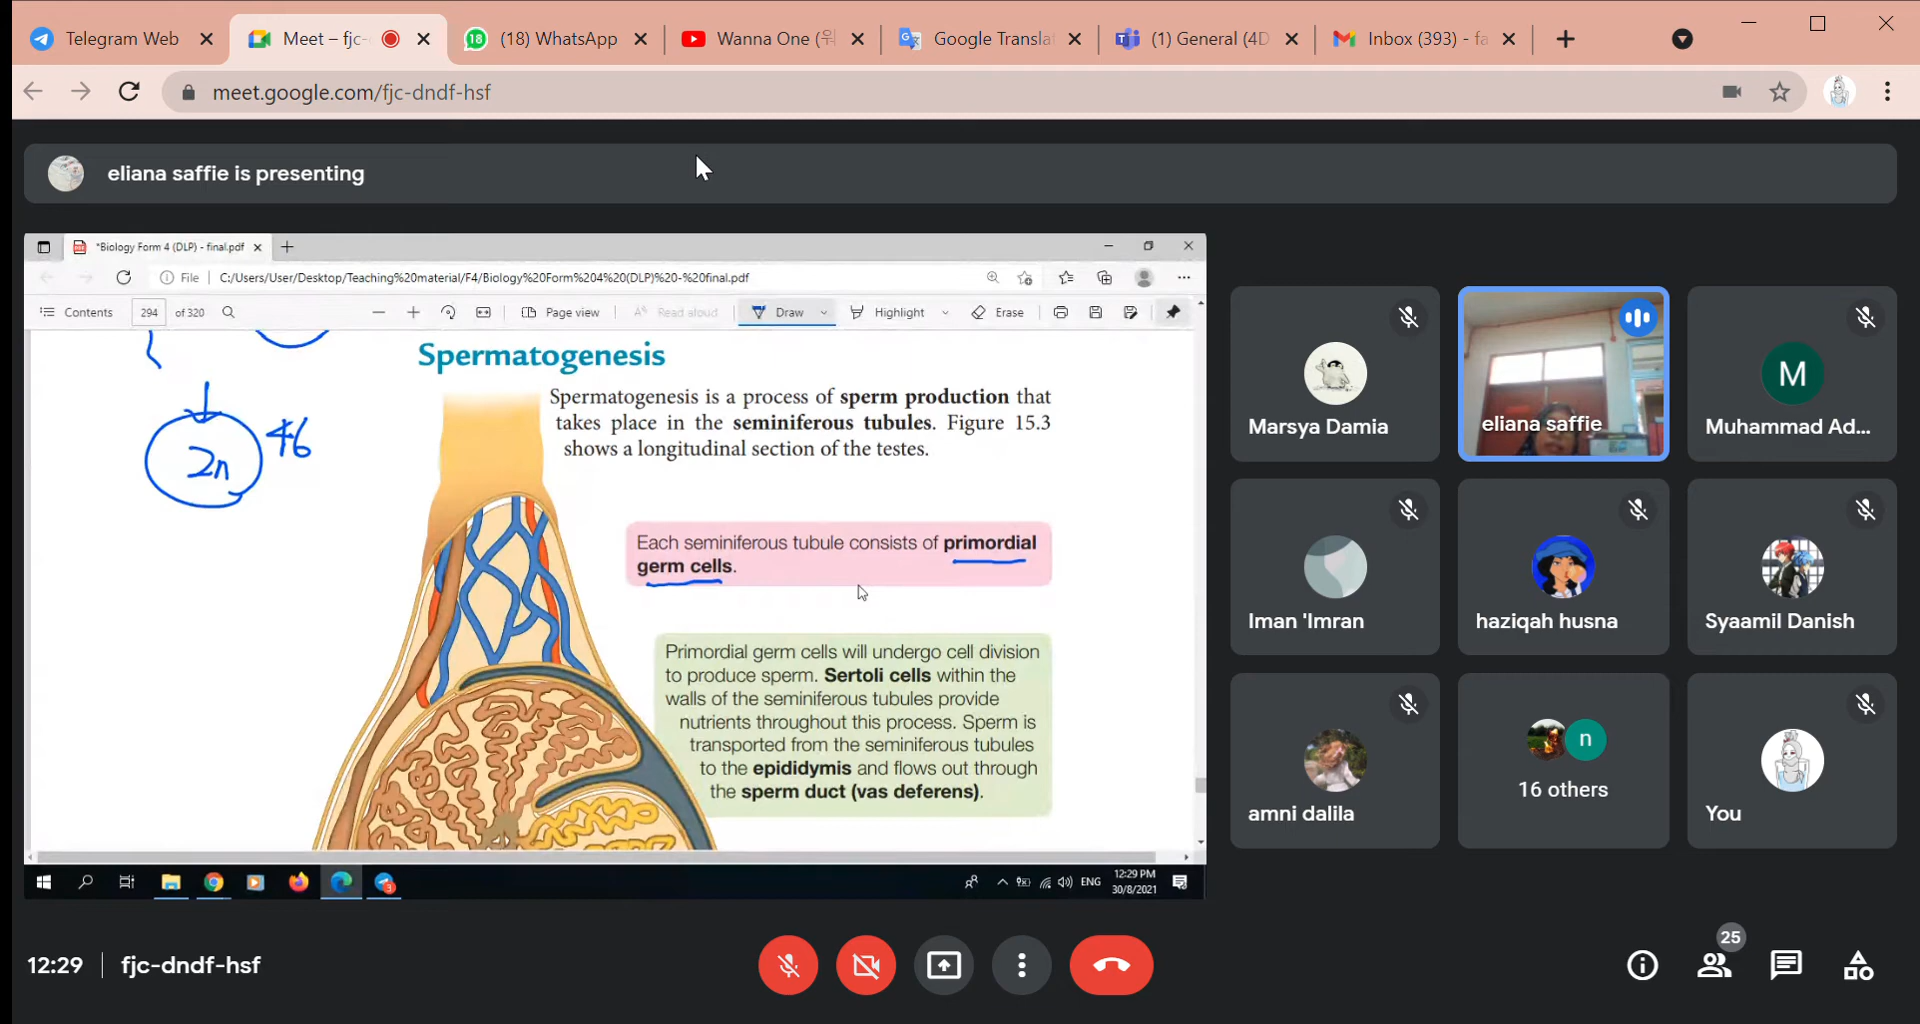 Telegram Web
Meet – fjc-
(18) WhatsApp
Wanna One (워
Google Translat
(1) General (4D
Inbox (393) - fa
meet.google.com/fjc-dndf-hsf
eliana saffie is presenting
*Biology Form 4 (DLP) - final.pdf
File
C:/Users/User/Desktop/Teaching%20material/F4/Biology%20Form%204%20(DLP)%20-%20final.pdf
Contents
294
of 320
Page view
Read aloud
Draw
Highlight
Erase
2n
46
Spermatogenesis
Spermatogenesis is a process of sperm production that
takes place in the seminiferous tubules. Figure 15.3
shows a longitudinal section of the testes.
Each seminiferous tubule consists of primordial
germ cells.
Primordial germ cells will undergo cell division
to produce sperm. Sertoli cells within the
walls of the seminiferous tubules provide
nutrients throughout this process. Sperm is
transported from the seminiferous tubules
to the epididymis and flows out through
the sperm duct (vas deferens).
ENG
12:29 PM
30/8/2021
Marsya Damia
eliana saffie
M
Muhammad Ad...
Iman 'Imran
haziqah husna
Syaamil Danish
amni dalila
n
16 others
You
12:29
fjc-dndf-hsf
25